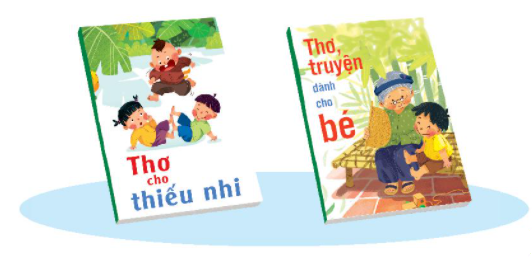 Thơ
cho
thiếu nhi
Thơ,
truyện
dành
cho
bé